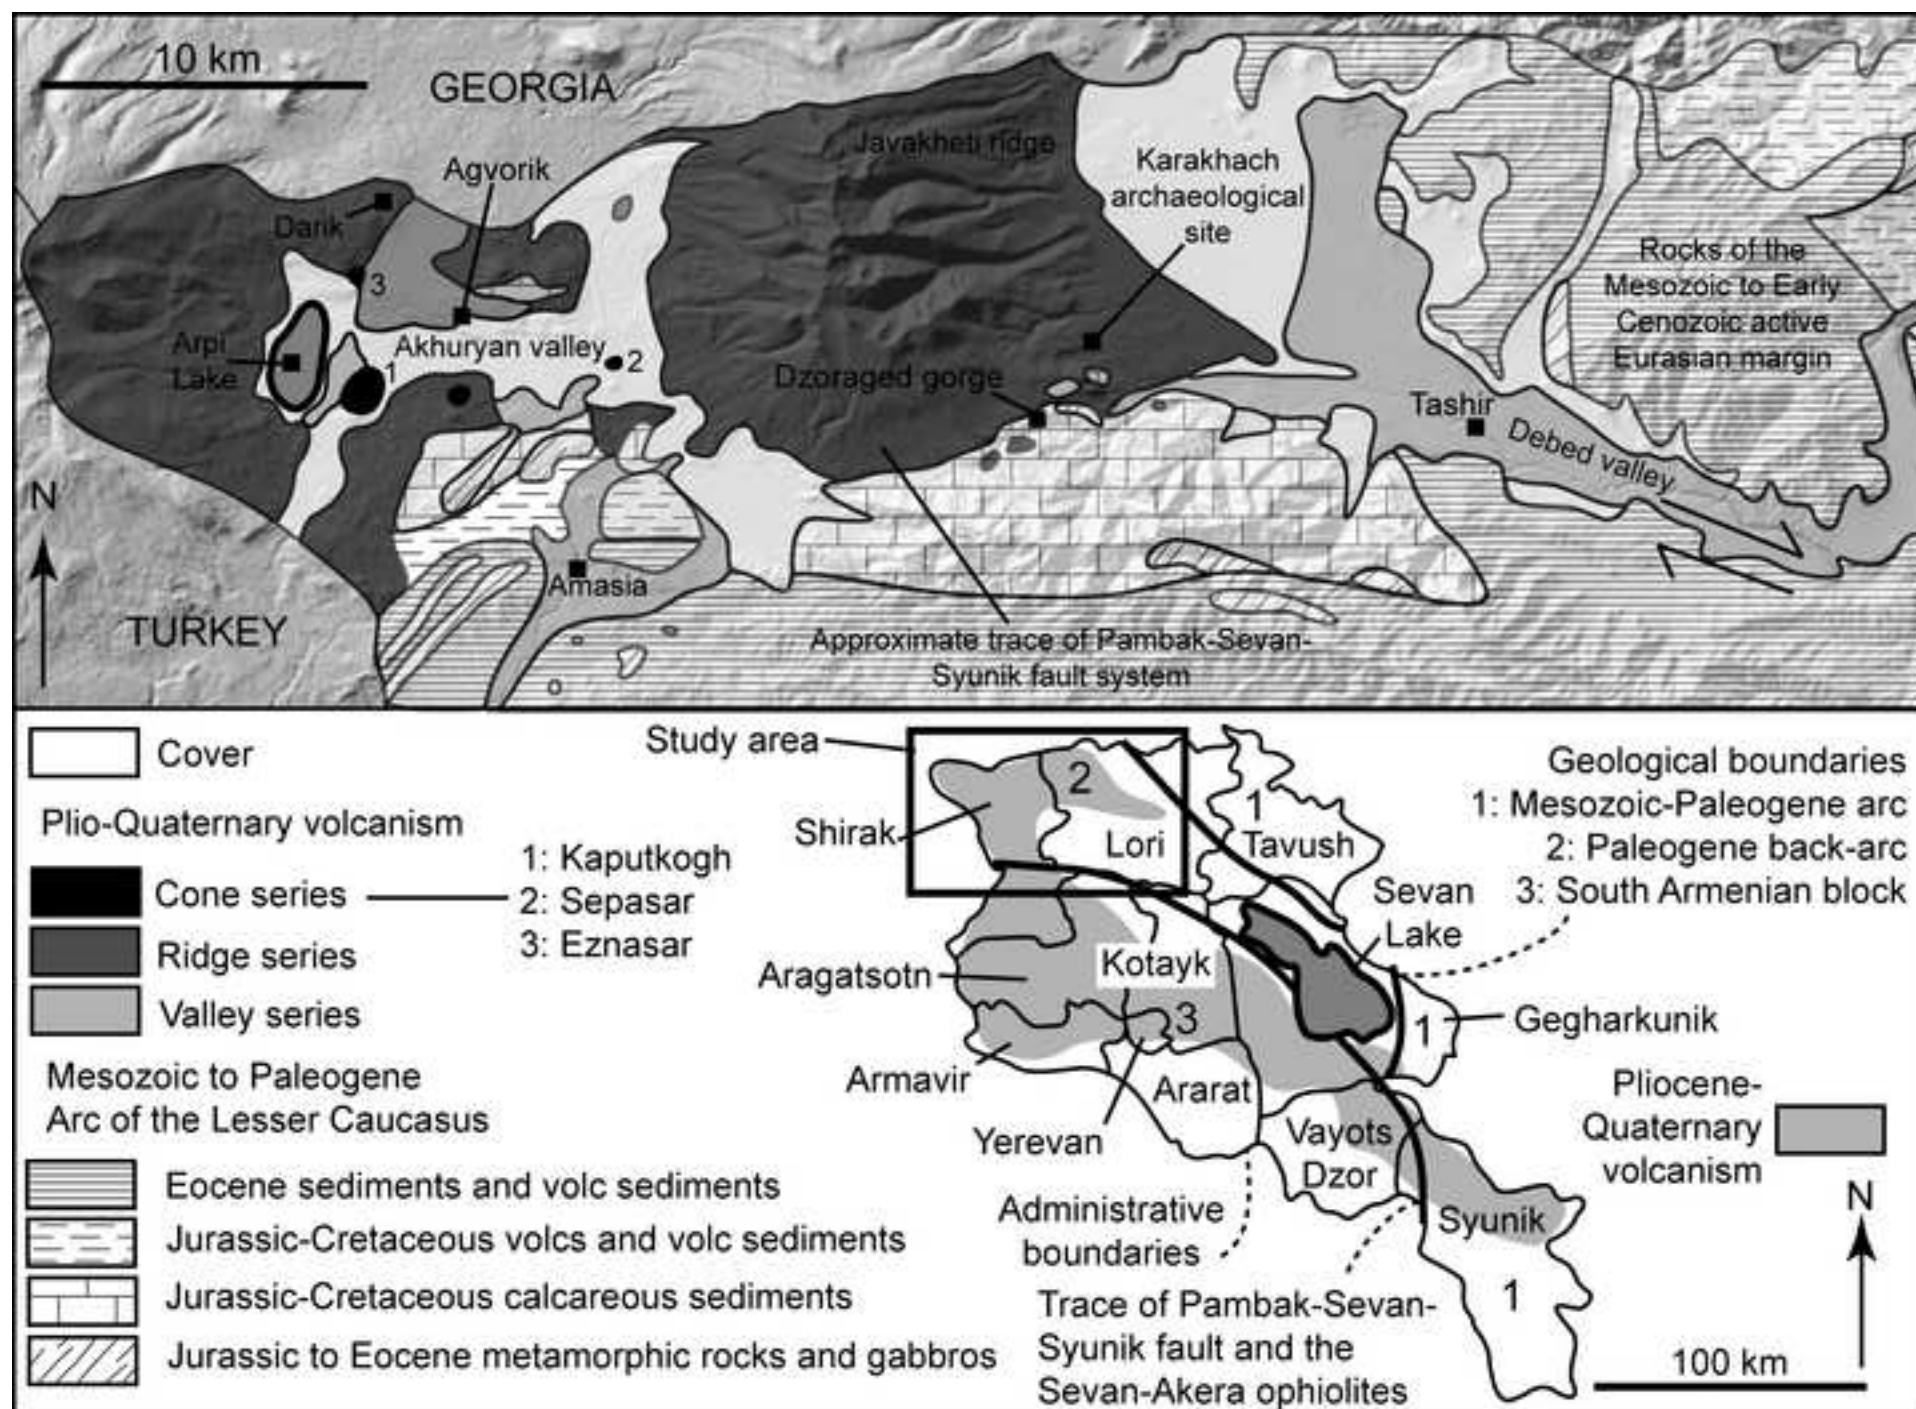 10 km
GEORGIA
Javakheti ridge
Agvorik
Karakhach
archaeological
site
Darik
3
Rocks of the
Mesozoic to Early
Cenozoic active
Eurasian margin
Arpi
Lake
1
Akhuryan valley
2
Dzoraged gorge
Tashir
Debed valley
N
Amasia
TURKEY
Approximate trace of Pambak-Sevan-
Syunik fault system
Cover
Plio-Quaternary volcanism
Cone series
1: Kaputkogh
2: Sepasar
3: Eznasar
Ridge series
Valley series
Mesozoic to Paleogene
Arc of the Lesser Caucasus
Eocene sediments and volc sediments
Jurassic-Cretaceous volcs and volc sediments
Jurassic-Cretaceous calcareous sediments
Jurassic to Eocene metamorphic rocks and gabbros
Study area
2
1
Shirak
Lori
Tavush
Geological boundaries
1: Mesozoic-Paleogene arc
2: Paleogene back-arc
3: South Armenian block
Sevan
Lake
Kotayk
Aragatsotn
3
1
Gegharkunik
Armavir
Ararat
Yerevan
Vayots
Dzor
Pliocene-
Quaternary
volcanism
Administrative
boundaries
Syunik
N
1
Trace of Pambak-Sevan-
Syunik fault and the
Sevan-Akera ophiolites
100 km